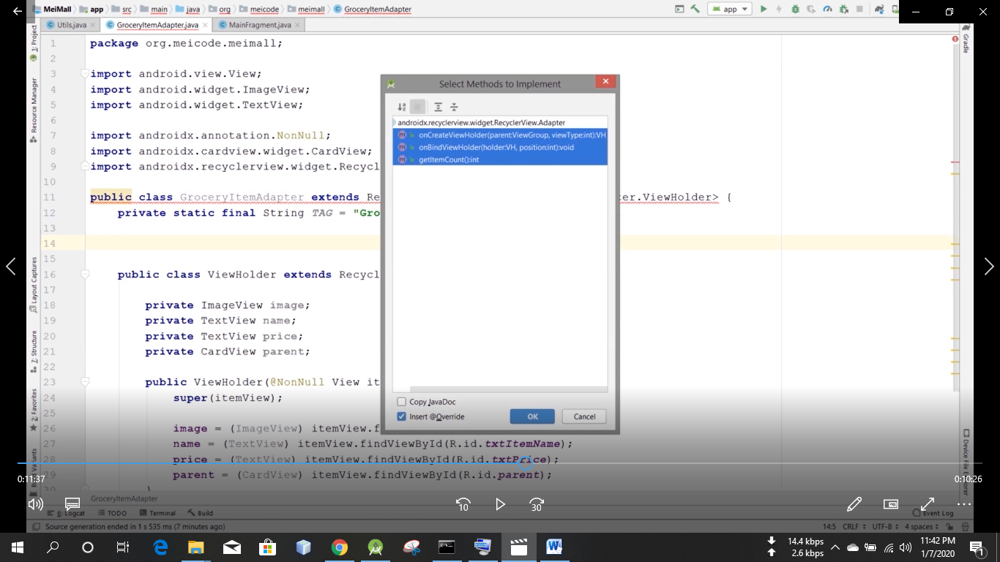 MeiMall app src main java org meicode meimall GroceryItemAdapter
app
Utils.java GroceryItemAdapter.java MainFragment.java
1: Project
Resource Manager
Layout Captures
7: Structure
2: Favorites
Variants
Gradle
Device File Explorer
1 package org.meicode.meimall;
2
3 import android.view.View;
4 import android.widget.ImageView;
5 import android.widget.TextView;
6
7 import androidx.annotation.NonNull;
8 import androidx.cardview.widget.CardView;
9 import androidx.recyclerview.widget.Recycl
10
11 public class GroceryItemAdapter extends Re ter.ViewHolder> {
12 private static final String TAG = "Gro
13
14
15
16 public class ViewHolder extends Recycl
17
18 private ImageView image;
19 private TextView name;
20 private TextView price;
21 private CardView parent;
22
23 public ViewHolder(@NonNull View it
24 super(itemView);
25
26 image = (ImageView) itemView.f
27 name = (TextView) itemView.findViewById(R.id.txtItemName);
28 price = (TextView) itemView.findViewById(R.id.txtPrice);
29 parent = (CardView) itemView.findViewById(R.id.parent);
30 }
Select Methods to Implement
androidx.recyclerview.widget.RecyclerView.Adapter
m onCreateViewHolder(parent:ViewGroup, viewType:int):VH
m onBindViewHolder(holder:VH, position:int):void
m getItemCount():int
Copy JavaDoc
Insert @Override
OK Cancel
0:11:37 0:10:26
GroceryItemAdapter
10 30
6: Logcat TODO Terminal Build Event Log
Source generation ended in 1 s 535 ms (7 minutes ago) 14:5 CRLF UTF-8 4 spaces
14.4 kbps
2.6 kbps
11:42 PM
1/7/2020
1